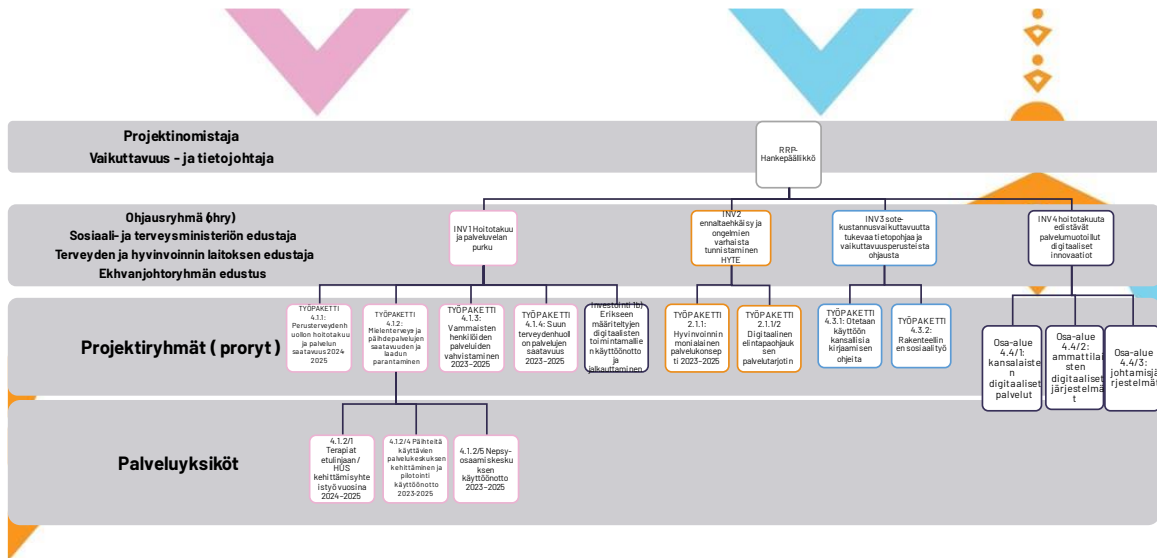 Projektinomistaja
Vaikuttavuus - ja tietojohtaja
RRP-
Hankepäällikkö
Ohjausryhmä (ohry)
Sosiaali- ja terveysministeriön edustaja
Terveyden ja hyvinvoinnin laitoksen edustaja
Ekhvanjohtoryhmän edustus
INV1 Hoitotakuu
ja palveluvelan
purku
INV2
ennaltaehkäisy ja
ongelmien
varhaista
tunnistaminen
HYTE
INV3 sote-
kustannusvaikuttavuutta
tukevaa tietopohjaa ja
vaikuttavuusperusteista
ohjausta
INV4 hoitotakuuta
edistävät
palvelumuotoillut
digitaaliset
innovaatiot
Projektiryhmät ( proryt )
TYÖPAKETTI
4.1.1:
Perusterveydenh
uollon hoitotakuu
ja palvelun
saatavuus 2024
2025
TYÖPAKETTI
4.1.2:
Mielenterveys ja
päihdepalvelujen
saatavuuden ja
laadun
parantaminen
TYÖPAKETTI
4.1.3:
Vammaisten
henkilöiden
palveluiden
vahvistaminen
2023-2025
TYÖPAKETTI
4.1.4: Suun
terveydenhuoll
on palvelujen
saatavuus
2023-2025
Investointi 1b)
Erikseen
määriteltyjen
digitaalisten
toimintamallie
n käyttöönotto
ja
jalkauttaminen
TYÖPAKETTI
2.1.1:
Hyvinvoinnin
monialainen
palvelukonsep
ti 2023-2025
TYÖPAKETTI
2.1.1/2
Digitaalinen
elintapaohjauk
sen
palvelutarjotin
TYÖPAKETTI
4.3.1: Otetaan
käyttöön
kansallisia
kirjaamisen
ohjeita
TYÖPAKETTI
4.3.2:
Rakenteellin
en sosiaalityö
Osa-alue
4.4/1:
kansalaiste
n
digitaaliset
palvelut
Osa-alue
4.4/2:
ammattilai
sten
digitaaliset
järjestelmä
t
Osa-alue
4.4/3:
johtamisjä
rjestelmät
Palveluyksiköt
4.1.2/1
Terapiat
etulinjaan /
HUS
kehittämisyhte
istyö vuosina
2024-2025
4.1.2/4 Päihteitä
käyttävien
palvelukeskuksen
kehittäminen ja
pilotointi
käyttöönotto
2023-2025
4.1.2/5 Nepsy-
osaamiskesku
ksen
käyttöönotto
2023-2025